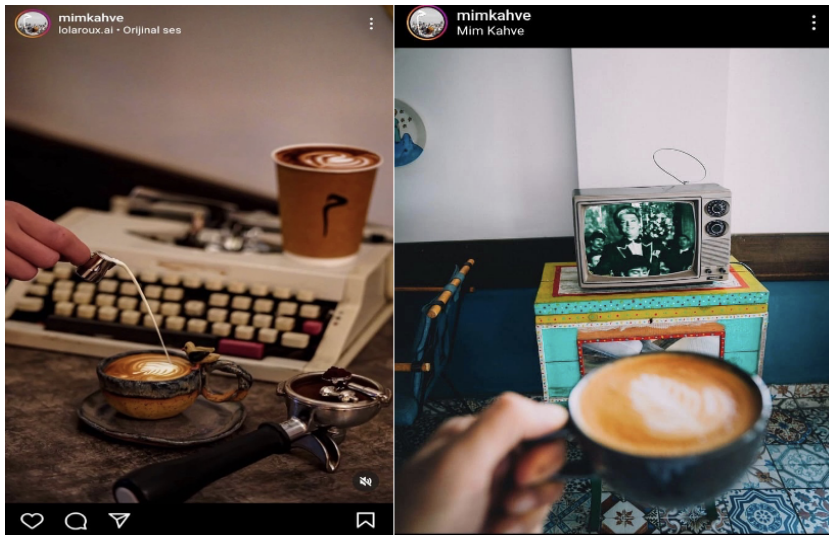 mimkahve
lolaroux.ai • Orijinal ses
م
mimkahve
Mim Kahve